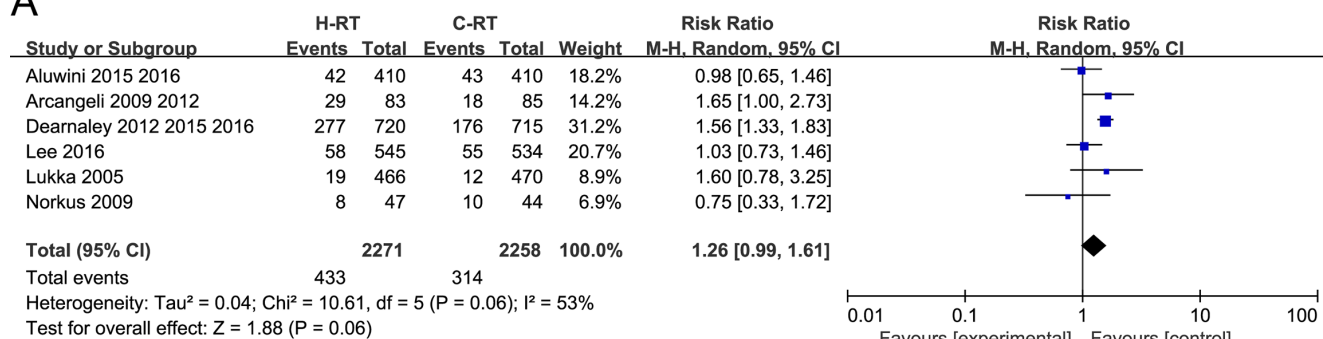 A
H-RT C-RT Risk Ratio Risk Ratio
Study or Subgroup Events Total Events Total Weight M-H, Random, 95% CI M-H, Random, 95% CI
Aluwini 2015 2016 42 410 43 410 18.2% 0.98 [0.65, 1.46]
Arcangeli 2009 2012 29 83 18 85 14.2% 1.65 [1.00, 2.73]
Dearnaley 2012 2015 2016 277 720 176 715 31.2% 1.56 [1.33, 1.83]
Lee 2016 58 545 55 534 20.7% 1.03 [0.73, 1.46]
Lukka 2005 19 466 12 470 8.9% 1.60 [0.78, 3.25]
Norkus 2009 8 47 10 44 6.9% 0.75 [0.33, 1.72]
Total (95% CI) 2271 2258 100.0% 1.26 [0.99, 1.61]
Total events 433 314
Heterogeneity: Tau² = 0.04; Chi² = 10.61, df = 5 (P = 0.06); I² = 53%
Test for overall effect: Z = 1.88 (P = 0.06)
0.01 0.1 1 10 100
Favours [experimental] Favours [control]